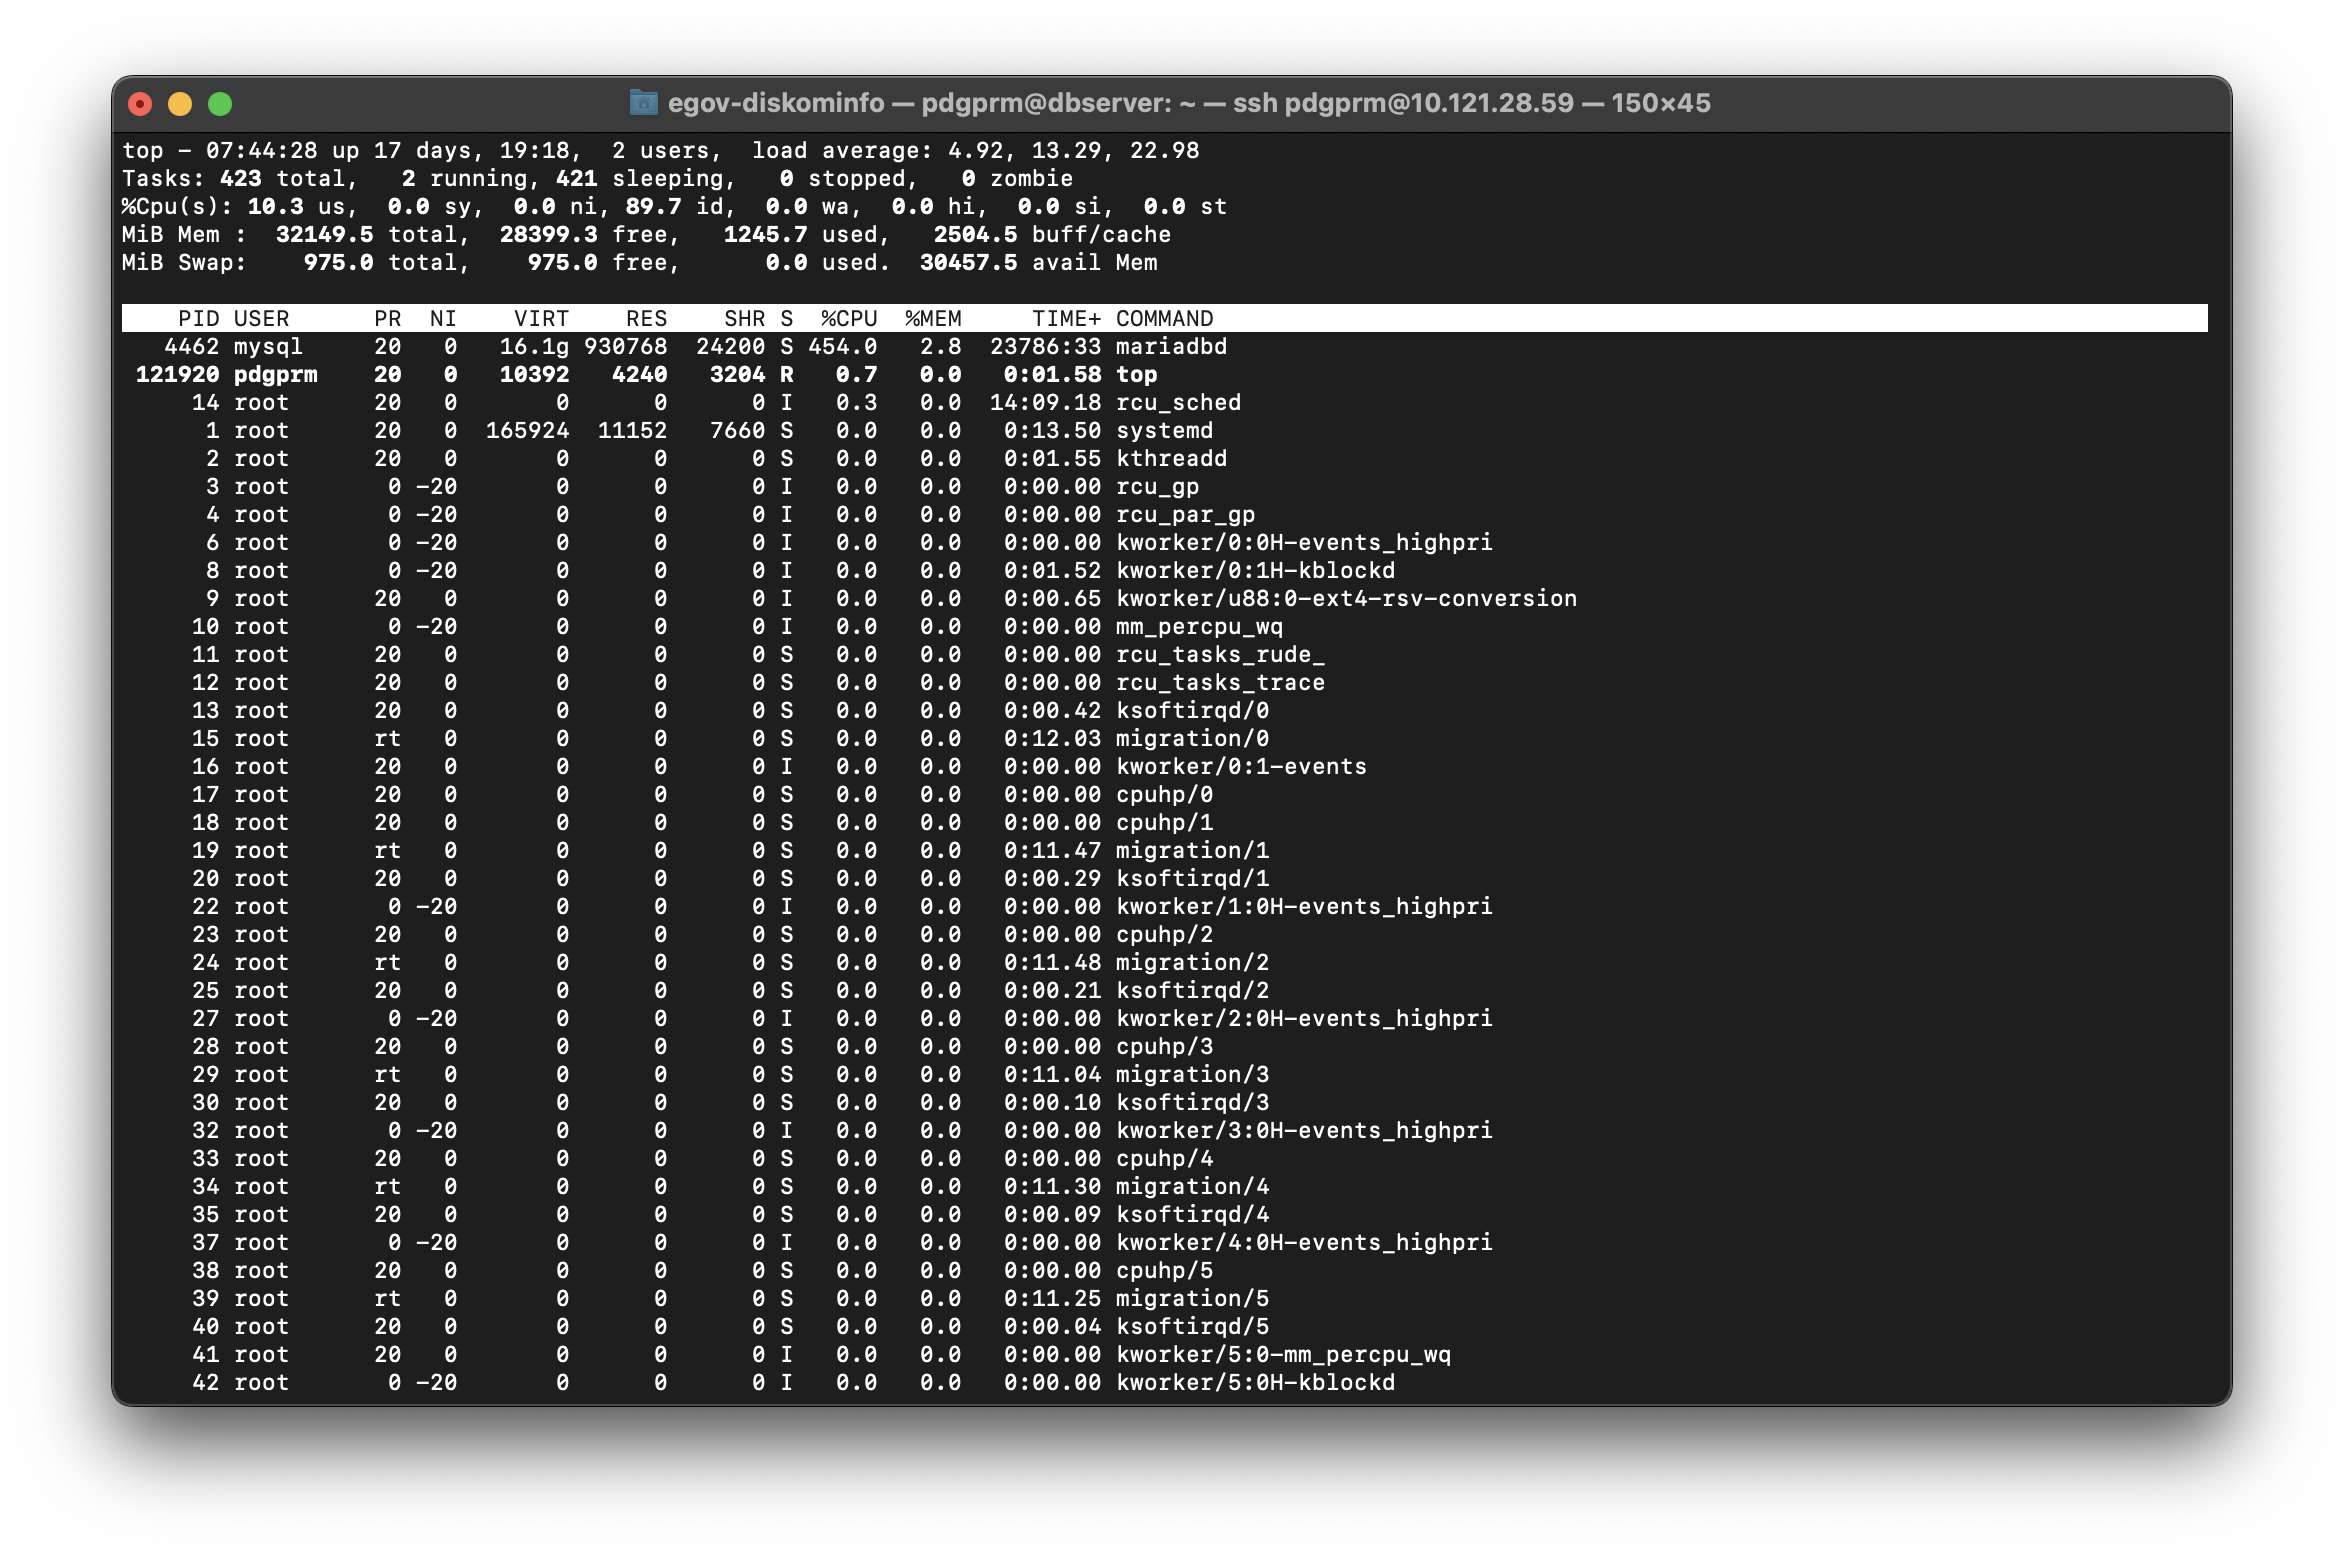 egov-diskominfo — pdgprm@dbserver: ~ — ssh pdgprm@10.121.28.59 — 150×45
top - 07:44:28 up 17 days, 19:18,  2 users,  load average: 4.92, 13.29, 22.98
Tasks: 423 total,   2 running, 421 sleeping,   0 stopped,   0 zombie
%Cpu(s): 10.3 us,  0.0 sy,  0.0 ni, 89.7 id,  0.0 wa,  0.0 hi,  0.0 si,  0.0 st
MiB Mem :  32149.5 total,  28399.3 free,   1245.7 used,   2504.5 buff/cache
MiB Swap:    975.0 total,    975.0 free,      0.0 used.  30457.5 avail Mem
PID USER      PR  NI    VIRT    RES    SHR S  %CPU  %MEM     TIME+ COMMAND
4462 mysql     20   0   16.1g 930768  24200 S 454.0   2.8  23786:33 mariadbd
121920 pdgprm    20   0   10392   4240   3204 R   0.7   0.0   0:01.58 top
14 root      20   0       0      0      0 I   0.3   0.0  14:09.18 rcu_sched
1 root      20   0  165924  11152   7660 S   0.0   0.0   0:13.50 systemd
2 root      20   0       0      0      0 S   0.0   0.0   0:01.55 kthreadd
3 root       0 -20       0      0      0 I   0.0   0.0   0:00.00 rcu_gp
4 root       0 -20       0      0      0 I   0.0   0.0   0:00.00 rcu_par_gp
6 root       0 -20       0      0      0 I   0.0   0.0   0:00.00 kworker/0:0H-events_highpri
8 root       0 -20       0      0      0 I   0.0   0.0   0:01.52 kworker/0:1H-kblockd
9 root      20   0       0      0      0 I   0.0   0.0   0:00.65 kworker/u88:0-ext4-rsv-conversion
10 root       0 -20       0      0      0 I   0.0   0.0   0:00.00 mm_percpu_wq
11 root      20   0       0      0      0 S   0.0   0.0   0:00.00 rcu_tasks_rude_
12 root      20   0       0      0      0 S   0.0   0.0   0:00.00 rcu_tasks_trace
13 root      20   0       0      0      0 S   0.0   0.0   0:00.42 ksoftirqd/0
15 root      rt   0       0      0      0 S   0.0   0.0   0:12.03 migration/0
16 root      20   0       0      0      0 I   0.0   0.0   0:00.00 kworker/0:1-events
17 root      20   0       0      0      0 S   0.0   0.0   0:00.00 cpuhp/0
18 root      20   0       0      0      0 S   0.0   0.0   0:00.00 cpuhp/1
19 root      rt   0       0      0      0 S   0.0   0.0   0:11.47 migration/1
20 root      20   0       0      0      0 S   0.0   0.0   0:00.29 ksoftirqd/1
22 root       0 -20       0      0      0 I   0.0   0.0   0:00.00 kworker/1:0H-events_highpri
23 root      20   0       0      0      0 S   0.0   0.0   0:00.00 cpuhp/2
24 root      rt   0       0      0      0 S   0.0   0.0   0:11.48 migration/2
25 root      20   0       0      0      0 S   0.0   0.0   0:00.21 ksoftirqd/2
27 root       0 -20       0      0      0 I   0.0   0.0   0:00.00 kworker/2:0H-events_highpri
28 root      20   0       0      0      0 S   0.0   0.0   0:00.00 cpuhp/3
29 root      rt   0       0      0      0 S   0.0   0.0   0:11.04 migration/3
30 root      20   0       0      0      0 S   0.0   0.0   0:00.10 ksoftirqd/3
32 root       0 -20       0      0      0 I   0.0   0.0   0:00.00 kworker/3:0H-events_highpri
33 root      20   0       0      0      0 S   0.0   0.0   0:00.00 cpuhp/4
34 root      rt   0       0      0      0 S   0.0   0.0   0:11.30 migration/4
35 root      20   0       0      0      0 S   0.0   0.0   0:00.09 ksoftirqd/4
37 root       0 -20       0      0      0 I   0.0   0.0   0:00.00 kworker/4:0H-events_highpri
38 root      20   0       0      0      0 S   0.0   0.0   0:00.00 cpuhp/5
39 root      rt   0       0      0      0 S   0.0   0.0   0:11.25 migration/5
40 root      20   0       0      0      0 S   0.0   0.0   0:00.04 ksoftirqd/5
41 root      20   0       0      0      0 I   0.0   0.0   0:00.00 kworker/5:0-mm_percpu_wq
42 root       0 -20       0      0      0 I   0.0   0.0   0:00.00 kworker/5:0H-kblockd